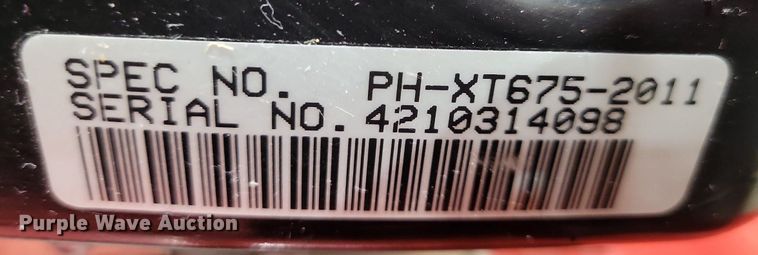 SPEC NO. PH-XT675-2011
SERIAL NO. 4210314098
Purple Wave Auction